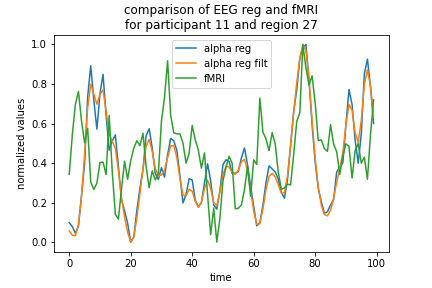 comparison of EEG reg and fMRI
for participant 11 and region 27
alpha reg
alpha reg filt
fMRI
normalized values
1.0
0.8
0.6
0.4
0.2
0.0
0
20
40
60
80
100
time